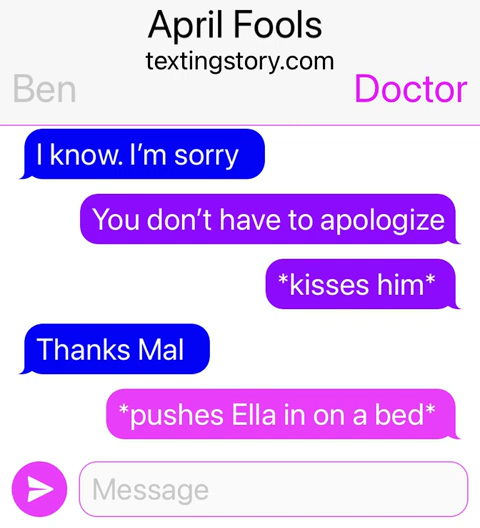 April Fools
textingstory.com
Ben Doctor
I know. I'm sorry
You don't have to apologize
*kisses him*
Thanks Mal
*pushes Ella in on a bed*
Message